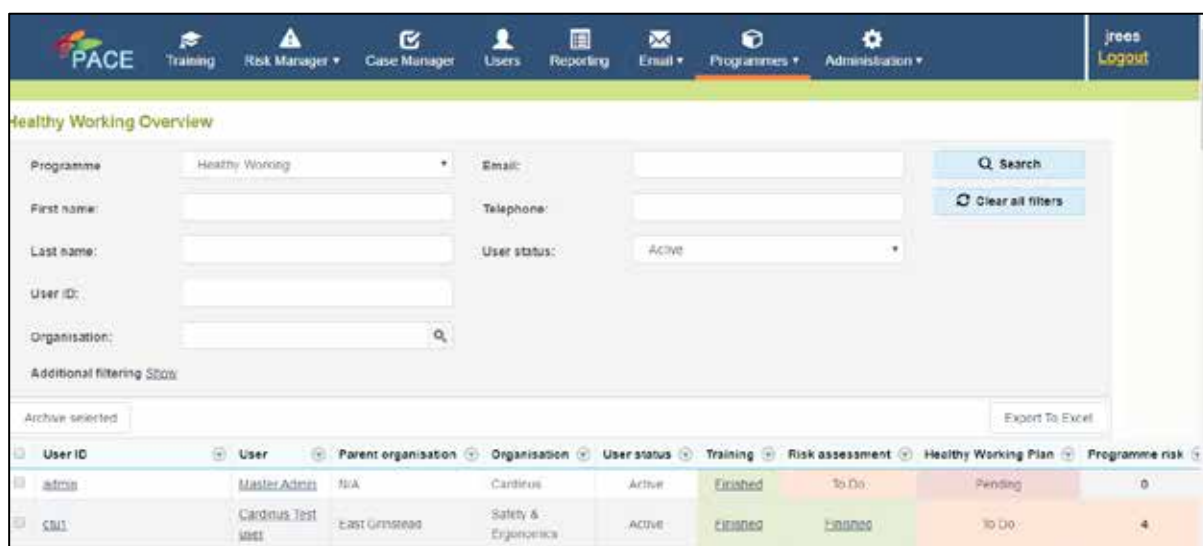 PACE Training Risk Manager Case Manager Users Reporting Email Programmes Administration jrees
Logout
Healthy Working Overview
Programme Healthy Working Email: Search
First name: Telephone: Clear all filters
Last name: User status: Active
User ID:
Organisation:
Additional filtering Show
Archive selected Export To Excel
User ID User Parent organisation Organisation User status Training Risk assessment Healthy Working Plan Programme risk
admin Master Admin N/A Cardinus Active Finished To Do Pending 0
Cardinus Test user East Grinstead Safety & Ergonomics Active Finished Finished To Do 4